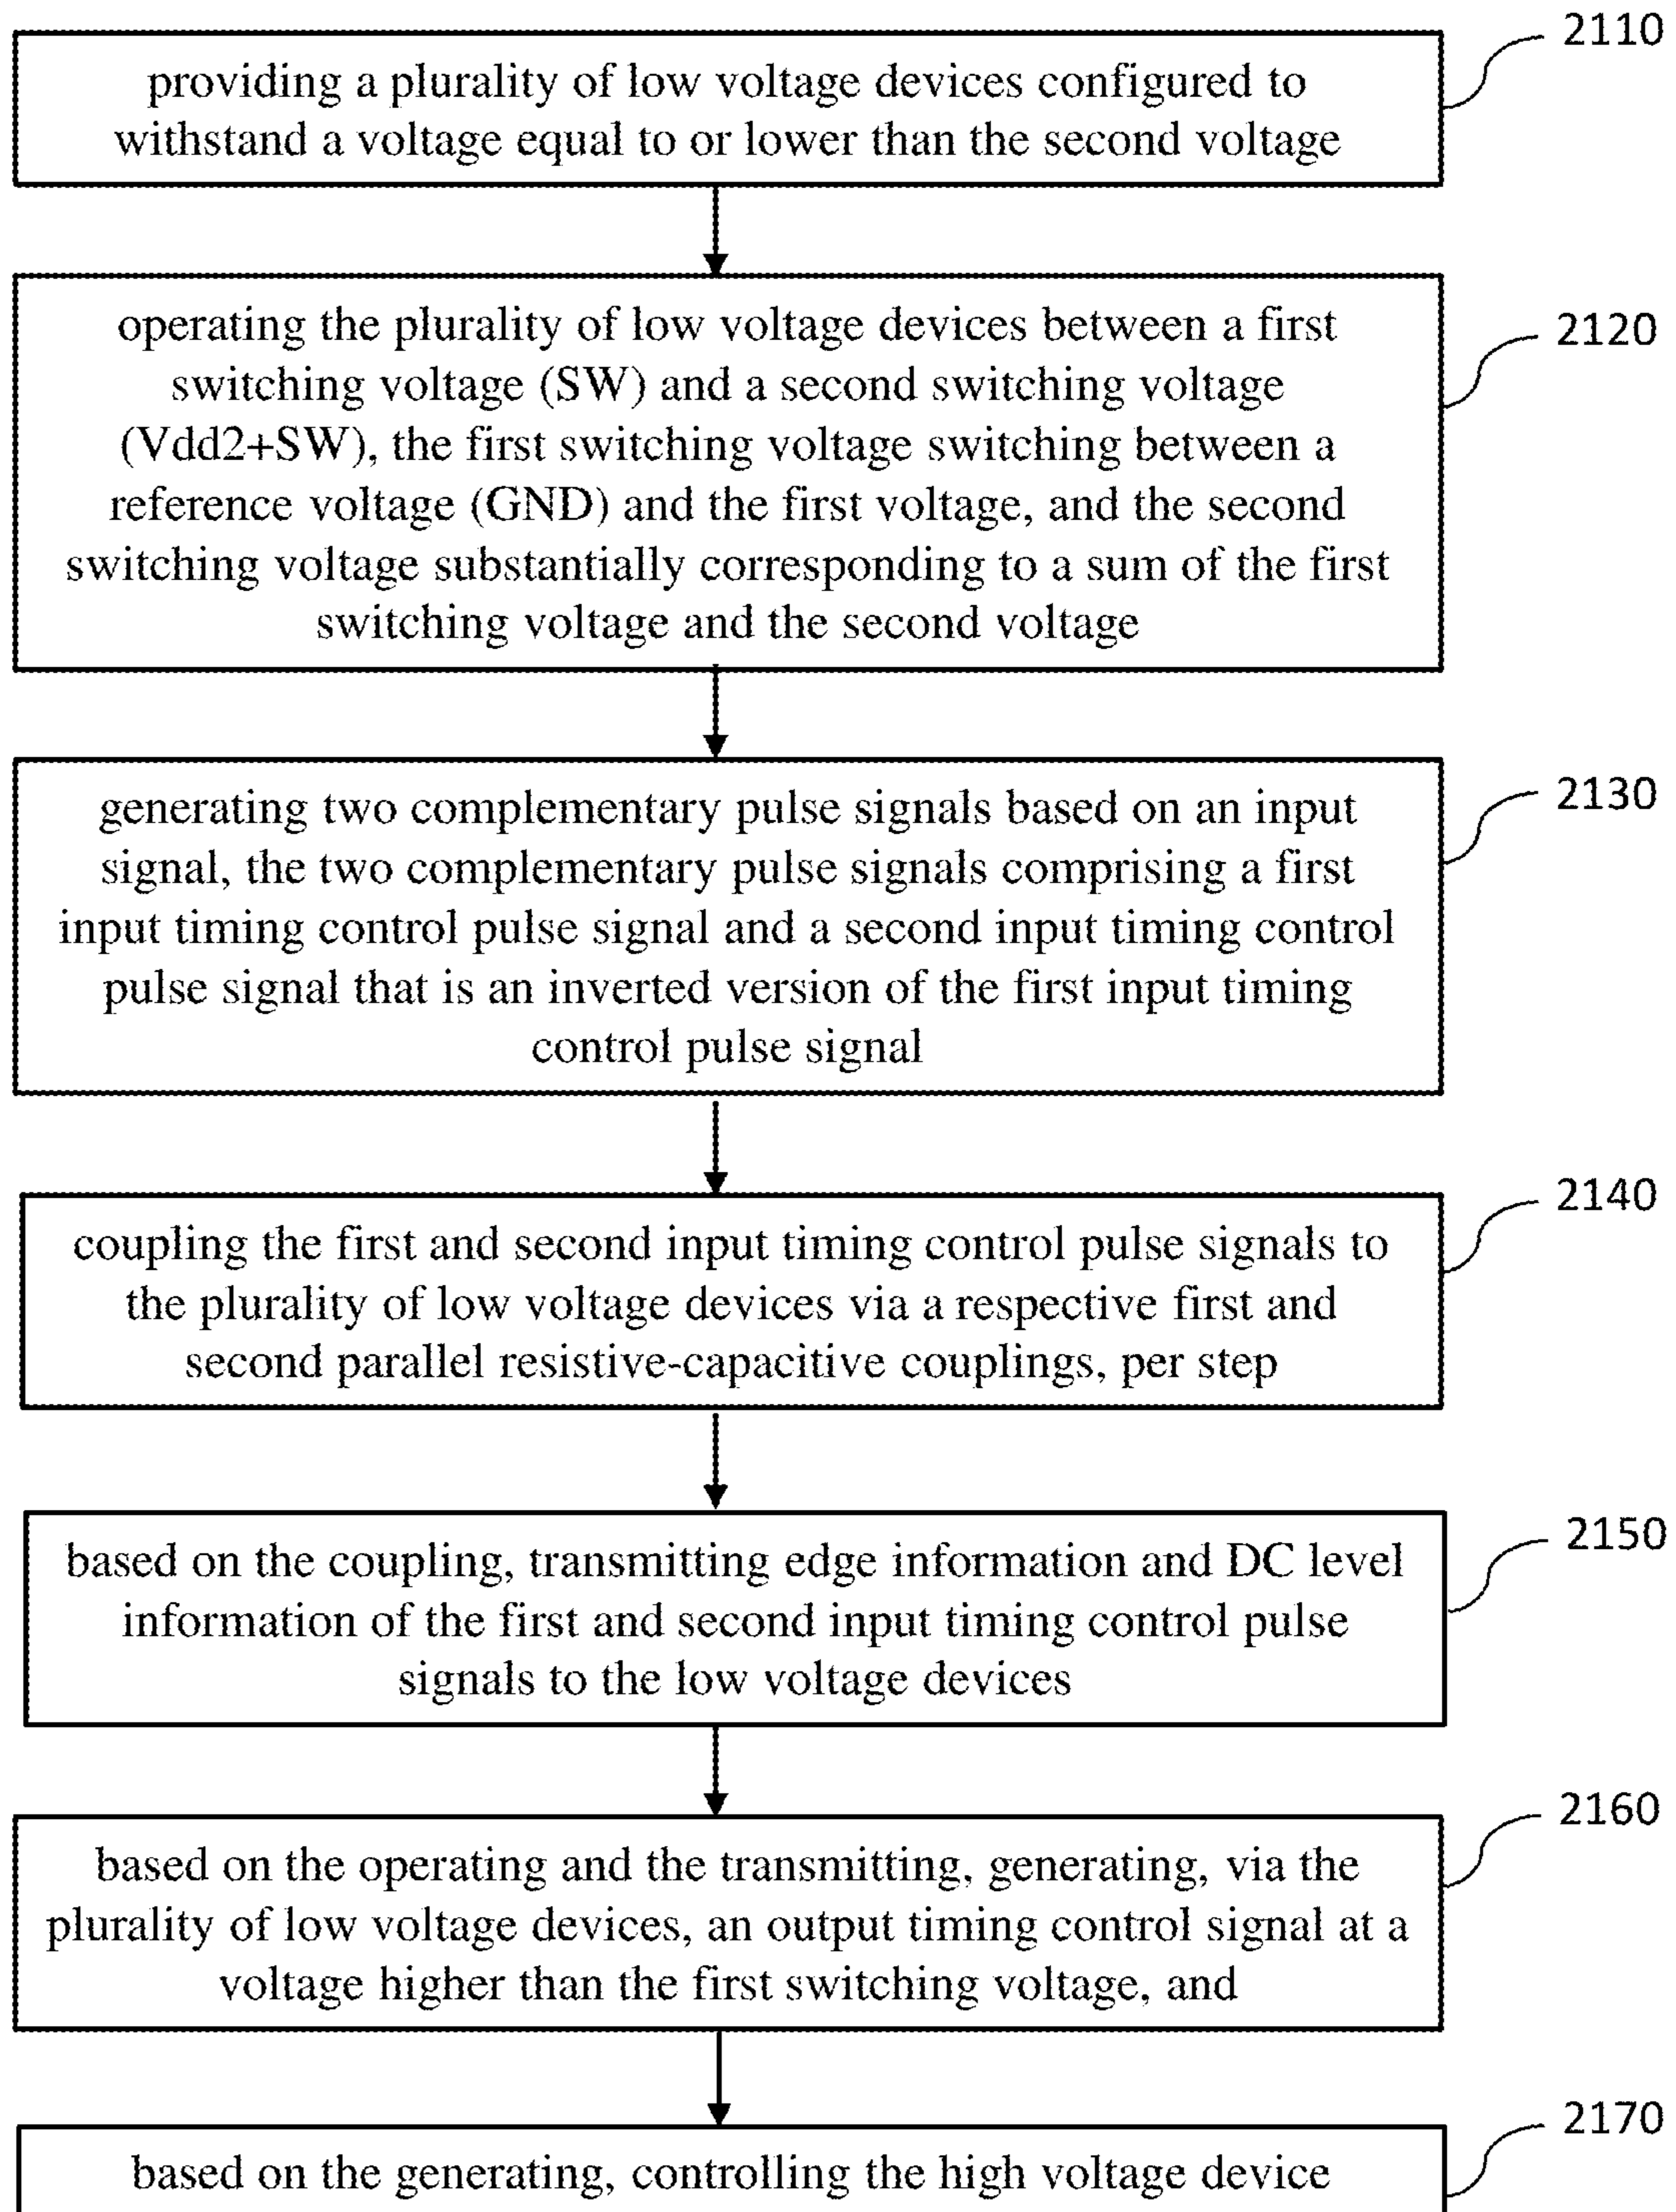 2110
providing a plurality of low voltage devices configured to
withstand a voltage equal to or lower than the second voltage
2120
operating the plurality of low voltage devices between a first
switching voltage (SW) and a second switching voltage
(Vdd2+SW), the first switching voltage switching between a
reference voltage (GND) and the first voltage, and the second
switching voltage substantially corresponding to a sum of the first
switching voltage and the second voltage
2130
generating two complementary pulse signals based on an input
signal, the two complementary pulse signals comprising a first
input timing control pulse signal and a second input timing control
pulse signal that is an inverted version of the first input timing
control pulse signal
2140
coupling the first and second input timing control pulse signals to
the plurality of low voltage devices via a respective first and
second parallel resistive-capacitive couplings, per step
2150
based on the coupling, transmitting edge information and DC level
information of the first and second input timing control pulse
signals to the low voltage devices
2160
based on the operating and the transmitting, generating, via the
plurality of low voltage devices, an output timing control signal at a
voltage higher than the first switching voltage, and
2170
based on the generating, controlling the high voltage device